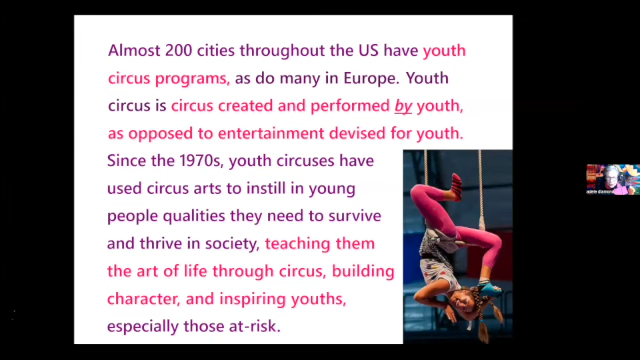 Almost 200 cities throughout the US have youth
circus programs, as do many in Europe. Youth
circus is circus created and performed by youth,
as opposed to entertainment devised for youth.
Since the 1970s, youth circuses have
used circus arts to instill in young
people qualities they need to survive
and thrive in society, teaching them
the art of life through circus, building
character, and inspiring youths,
especially those at-risk.